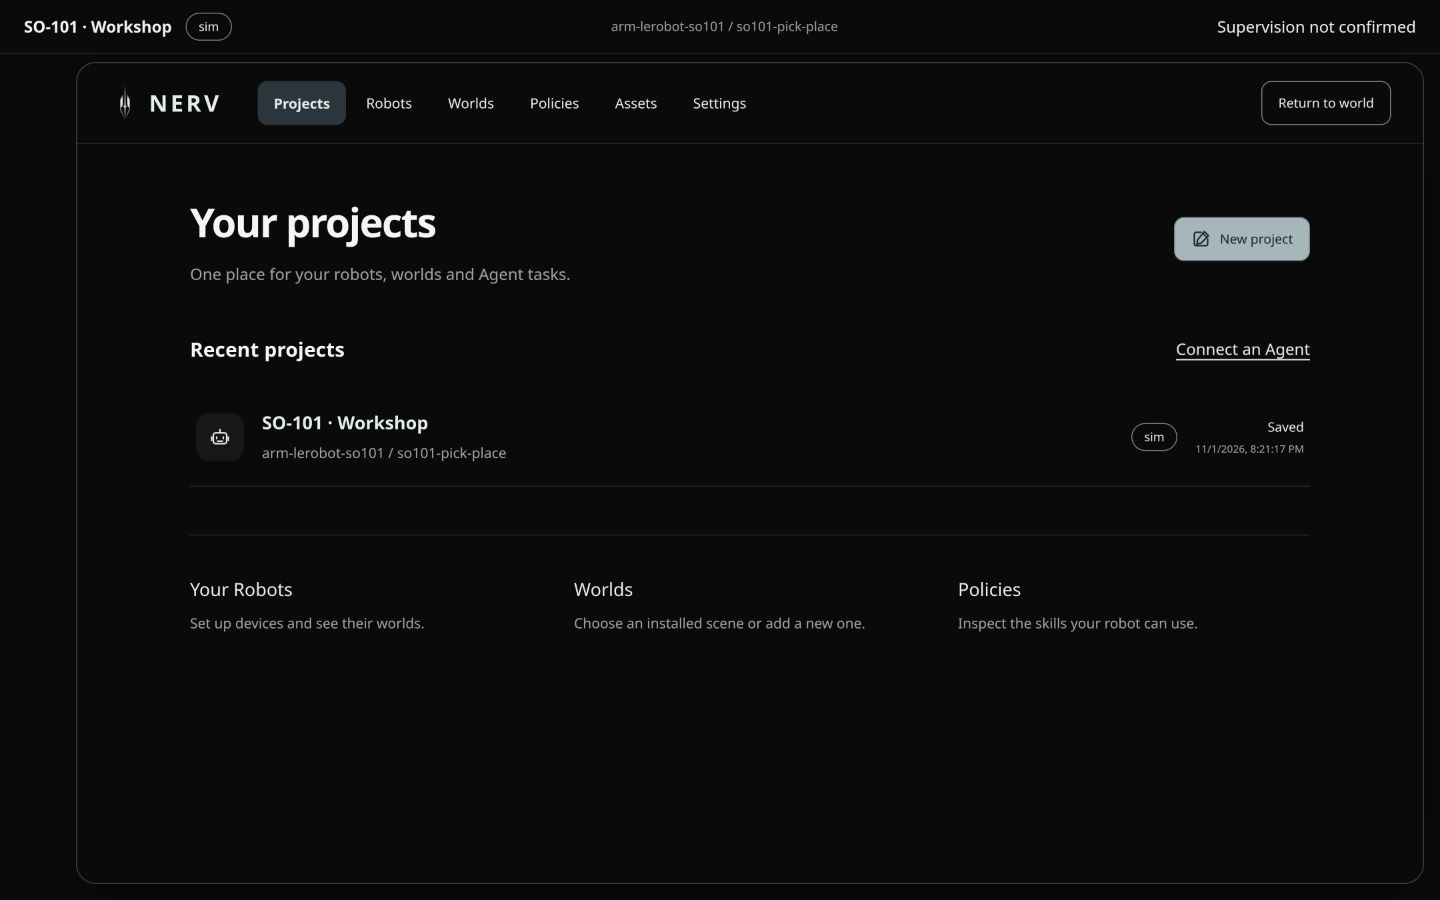 SO-101 · Workshop
sim
arm-lerobot-so101 / so101-pick-place
Supervision not confirmed
NERV
Projects
Robots
Worlds
Policies
Assets
Settings
Return to world
Your projects
One place for your robots, worlds and Agent tasks.
New project
Recent projects
Connect an Agent
SO-101 · Workshop
arm-lerobot-so101 / so101-pick-place
sim
Saved
11/1/2026, 8:21:17 PM
Your Robots
Set up devices and see their worlds.
Worlds
Choose an installed scene or add a new one.
Policies
Inspect the skills your robot can use.